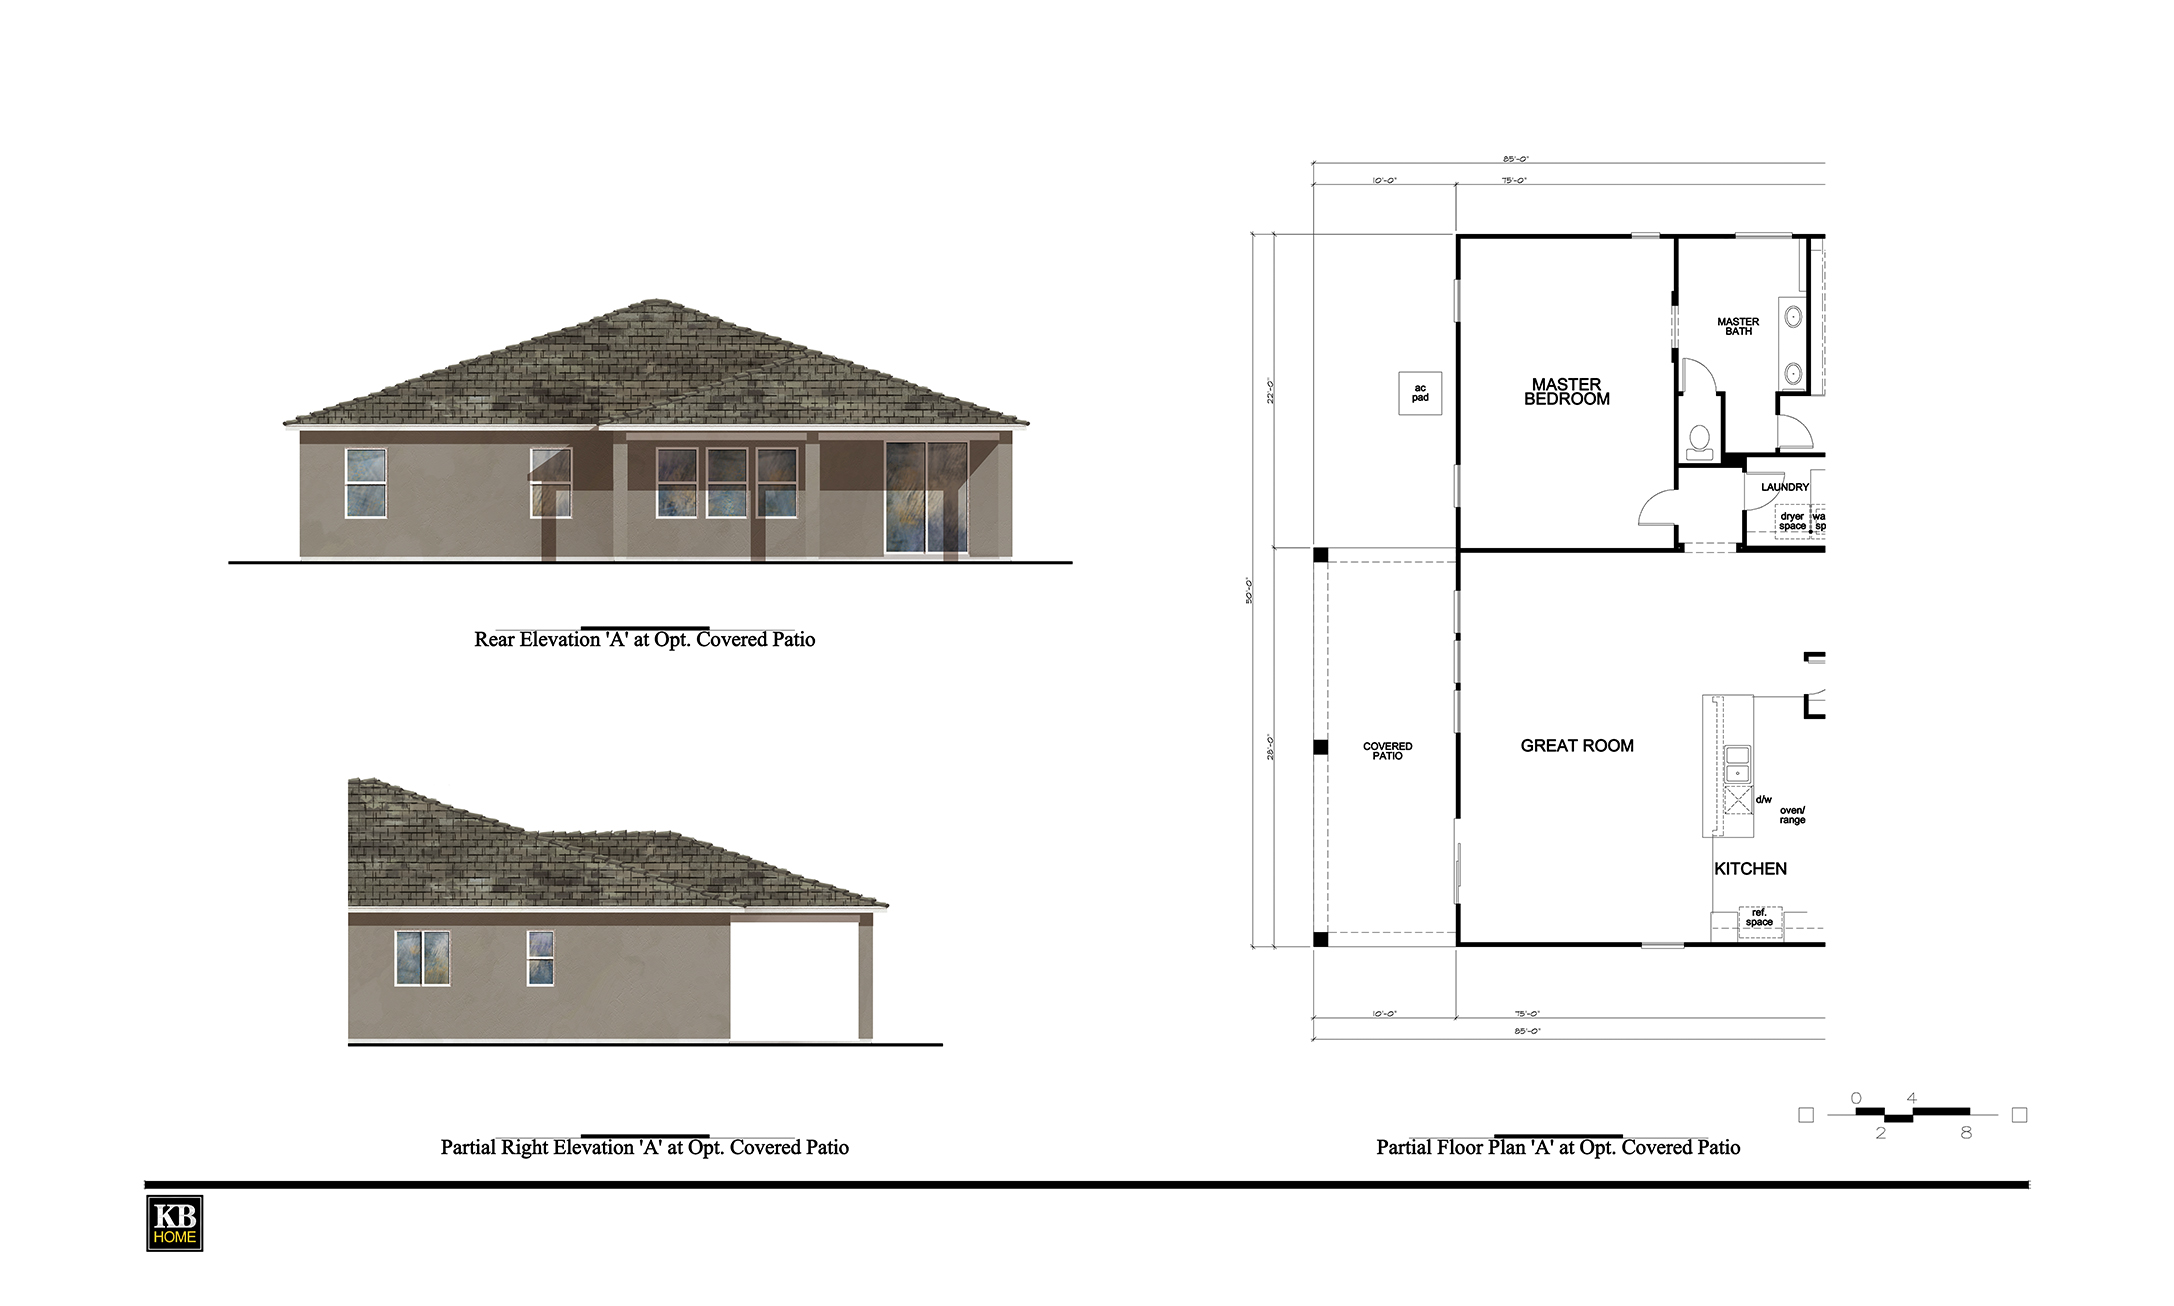 85'-0"
10'-0"
75'-0"
MASTER
BATH
ac
pad
MASTER
BEDROOM
22'-0"
LAUNDRY
dryer
space
wa
sp
50'-0"
Rear Elevation 'A' at Opt. Covered Patio
28'-0"
COVERED
PATIO
GREAT ROOM
d/w
oven/
range
KITCHEN
ref.
space
10'-0"
75'-0"
85'-0"
0
4
2
8
Partial Right Elevation 'A' at Opt. Covered Patio
Partial Floor Plan 'A' at Opt. Covered Patio
KB
HOME